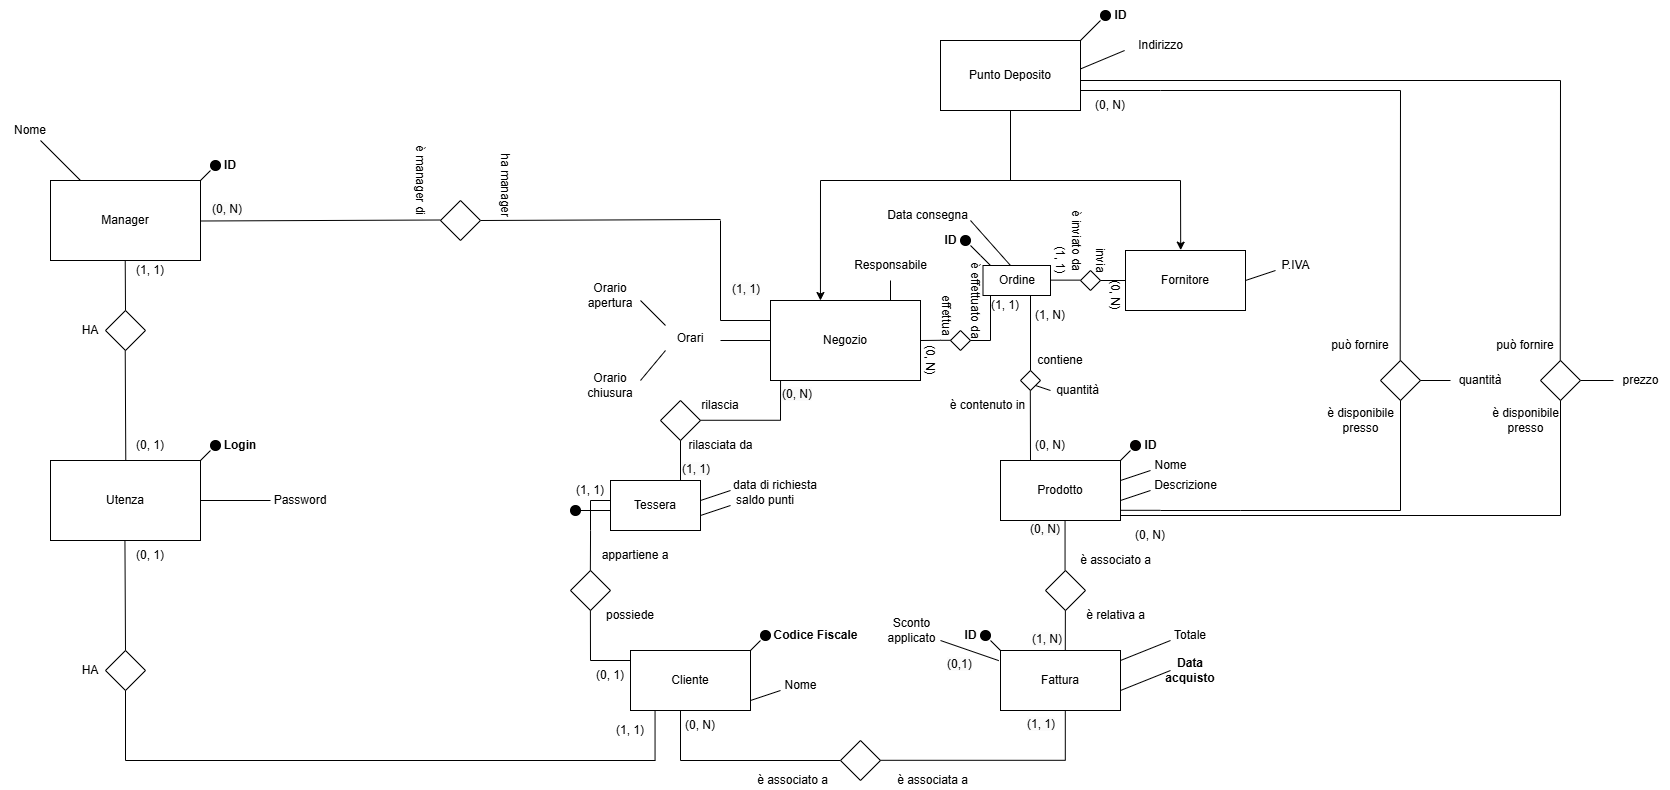 ID
Indirizzo
Punto Deposito
(0, N)
Nome
ID
Manager
(0, N)
(1, 1)
è manager di
ha manager
(1, 1)
Data consegna
ID
Ordine
è inviato da
(1, 1)
invia
(0, N)
Fornitore
P.IVA
Responsabile
Orario
apertura
Orari
Orario
chiusura
Negozio
effettua
è effettuato da
(1, 1)
(0, N)
(1, N)
contiene
quantità
è contenuto in
(0, N)
può fornire
quantità
è disponibile
presso
può fornire
prezzo
è disponibile
presso
HA
(0, N)
rilascia
rilasciata da
(1, 1)
(0, 1)
Login
Utenza
Password
(0, 1)
(1, 1)
Tessera
data di richiesta
saldo punti
appartiene a
possiede
(0, 1)
ID
Nome
Descrizione
Prodotto
(0, N)
(0, N)
è associato a
è relativa a
(1, N)
HA
Codice Fiscale
Cliente
Nome
(1, 1)
(0, N)
Sconto
applicato
(0,1)
ID
Totale
Data
acquisto
Fattura
(1, 1)
è associato a
è associata a